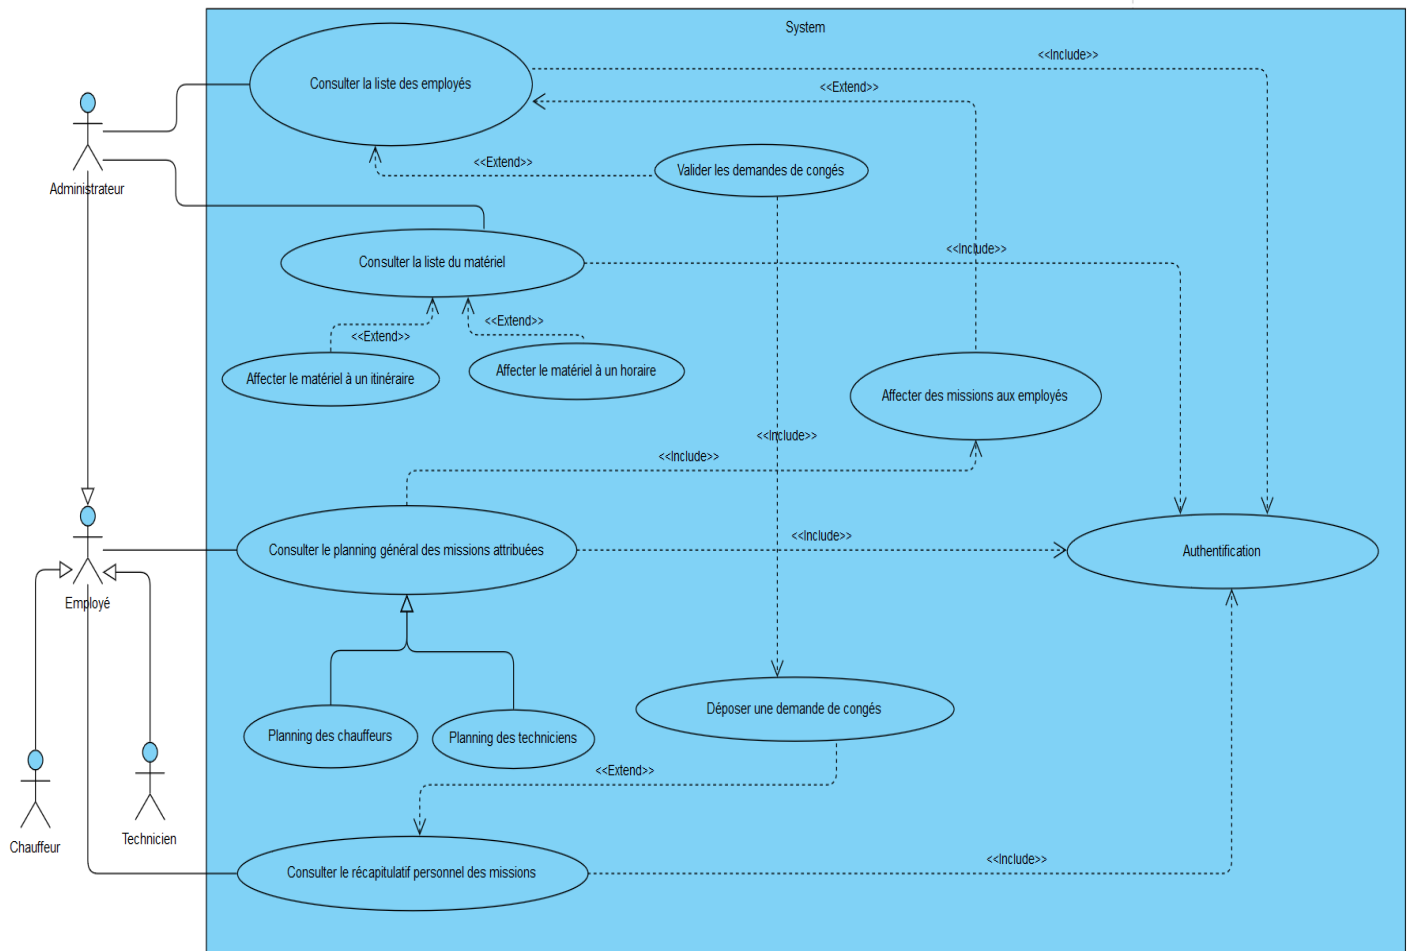 System
<<Include>>
Consulter la liste des employés
<<Extend>>
<<Extend>>
Valider les demandes de congés
Administrateur
<<Include>>
Consulter la liste du matériel
<<Extend>>
<<Extend>>
Affecter le matériel à un itinéraire
Affecter le matériel à un horaire
Affecter des missions aux employés
<<Include>>
<<Include>>
<<Include>>
Consulter le planning général des missions attribuées
Authentification
Employé
Déposer une demande de congés
Planning des chauffeurs
Planning des techniciens
<<Extend>>
Chauffeur
Technicien
<<Include>>
Consulter le récapitulatif personnel des missions